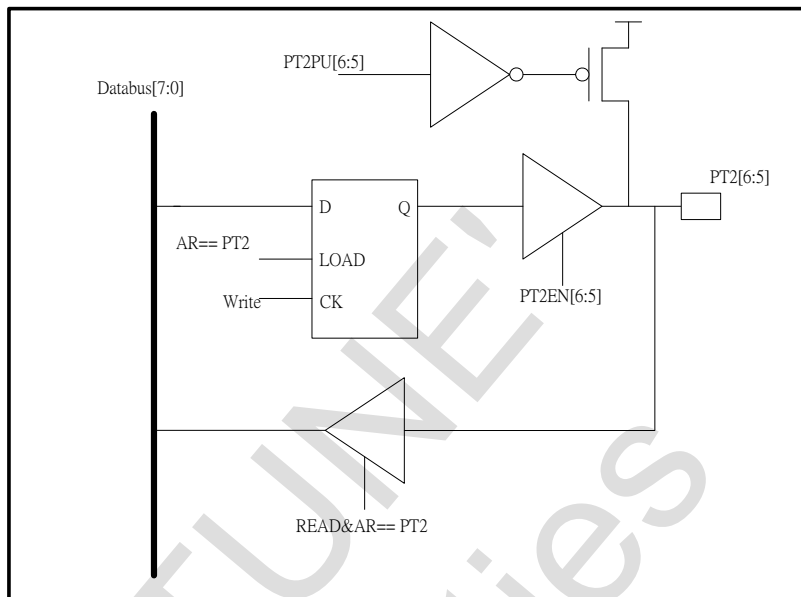 PT2PU[6:5]
Databus[7:0]
PT2[6:5]
D
Q
AR== PT2
LOAD
PT2EN[6:5]
Write
CK
READ&AR== PT2
TUNE'